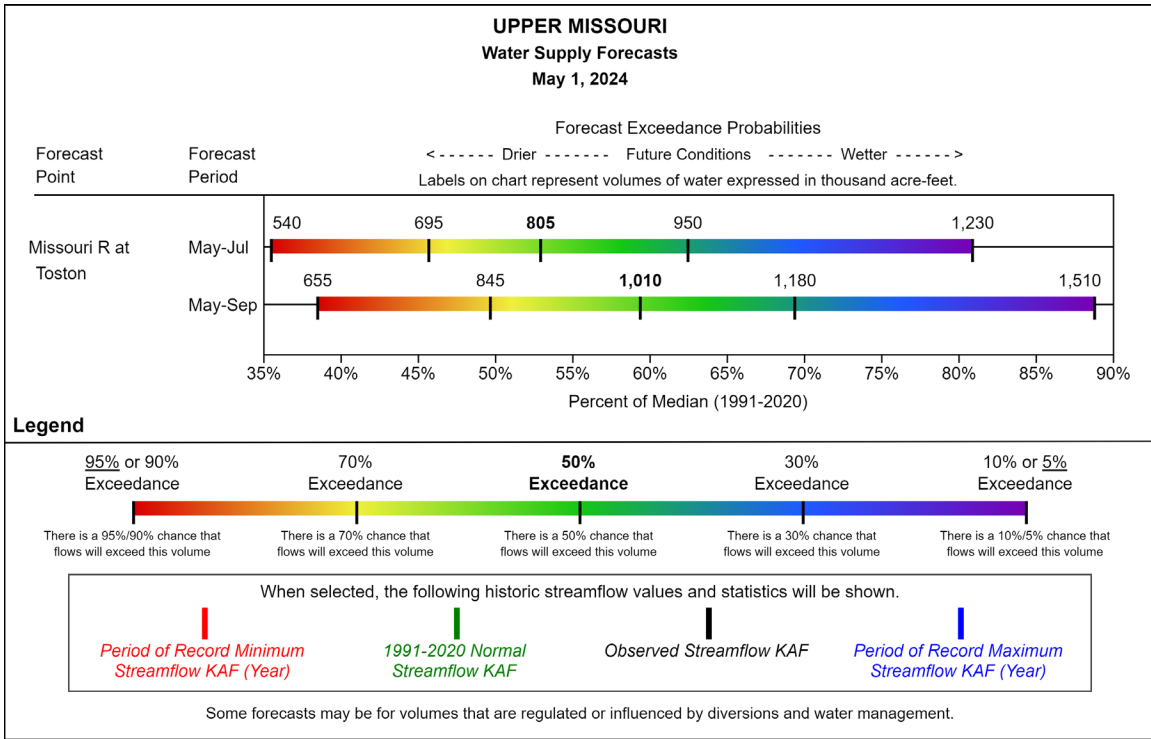 UPPER MISSOURI
Water Supply Forecasts
May 1, 2024
Forecast Exceedance Probabilities
Forecast Point
Forecast Period
<- - - - - - Drier - - - - - - - Future Conditions - - - - - - - Wetter - - - - - ->
Labels on chart represent volumes of water expressed in thousand acre-feet.
Missouri R at
Toston
May-Jul
540 695 805 950 1,230
May-Sep
655 845 1,010 1,180 1,510
35% 40% 45% 50% 55% 60% 65% 70% 75% 80% 85% 90%
Percent of Median (1991-2020)
Legend
95% or 90%
Exceedance
70%
Exceedance
50%
Exceedance
30%
Exceedance
10% or 5%
Exceedance
There is a 95%/90% chance that
flows will exceed this volume
There is a 70% chance that
flows will exceed this volume
There is a 50% chance that
flows will exceed this volume
There is a 30% chance that
flows will exceed this volume
There is a 10%/5% chance that
flows will exceed this volume
When selected, the following historic streamflow values and statistics will be shown.
Period of Record Minimum
Streamflow KAF (Year)
1991-2020 Normal
Streamflow KAF
Observed Streamflow KAF
Period of Record Maximum
Streamflow KAF (Year)
Some forecasts may be for volumes that are regulated or influenced by diversions and water management.